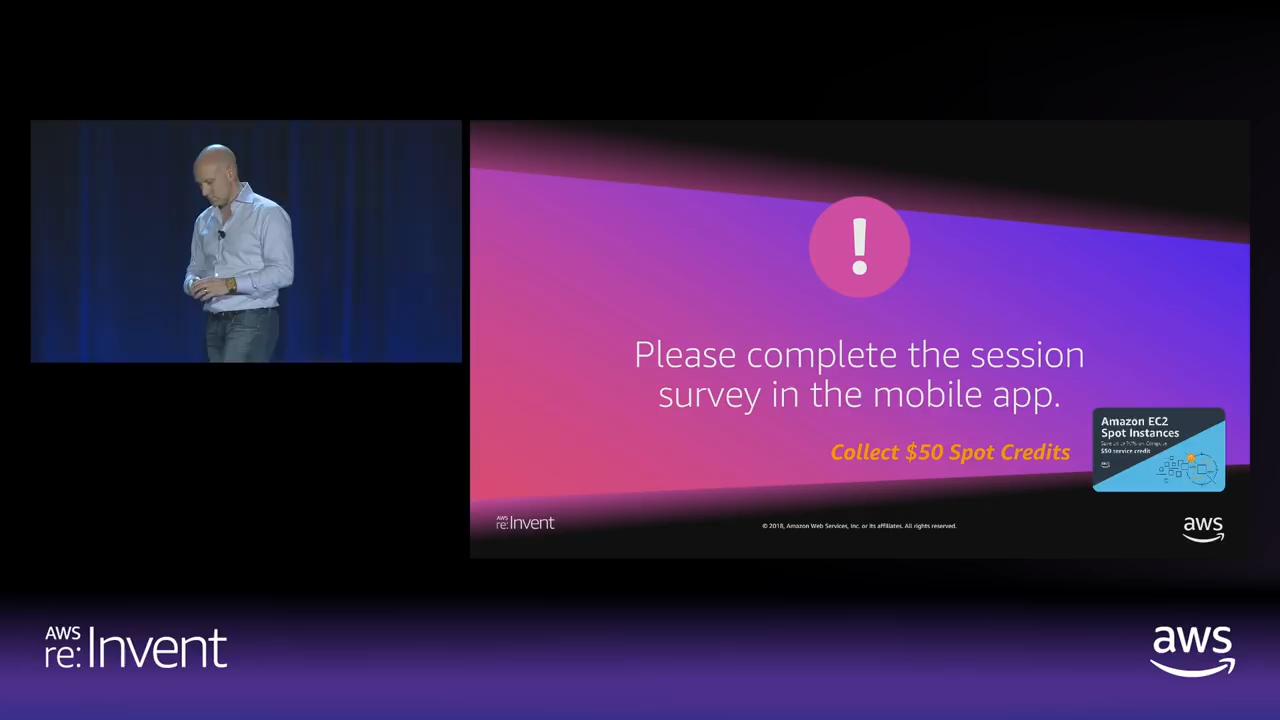 !
Please complete the session
survey in the mobile app.
Collect $50 Spot Credits
Amazon EC2
Spot Instances
$50 service credit
aws
AWS
re:Invent
© 2018, Amazon Web Services, Inc. or its affiliates. All rights reserved.
aws
AWS
re:Invent
aws